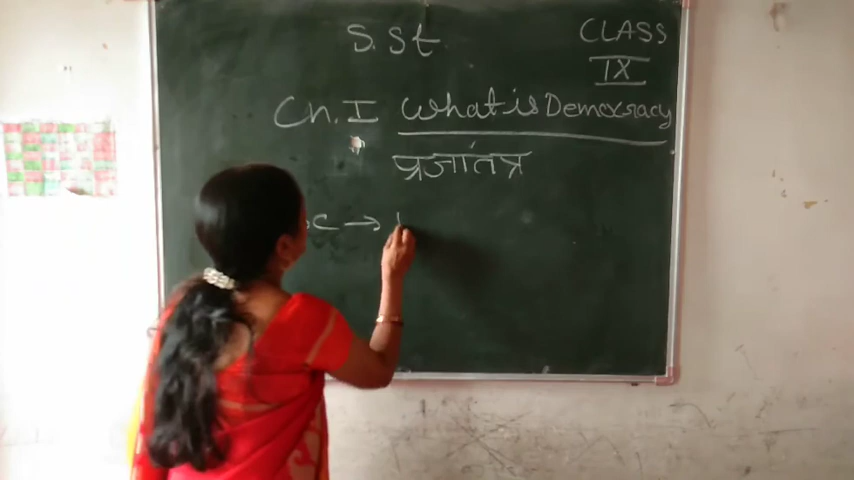 S. St
CLASS
IX
Ch. I What is Democracy
प्रजातंत्र
c →